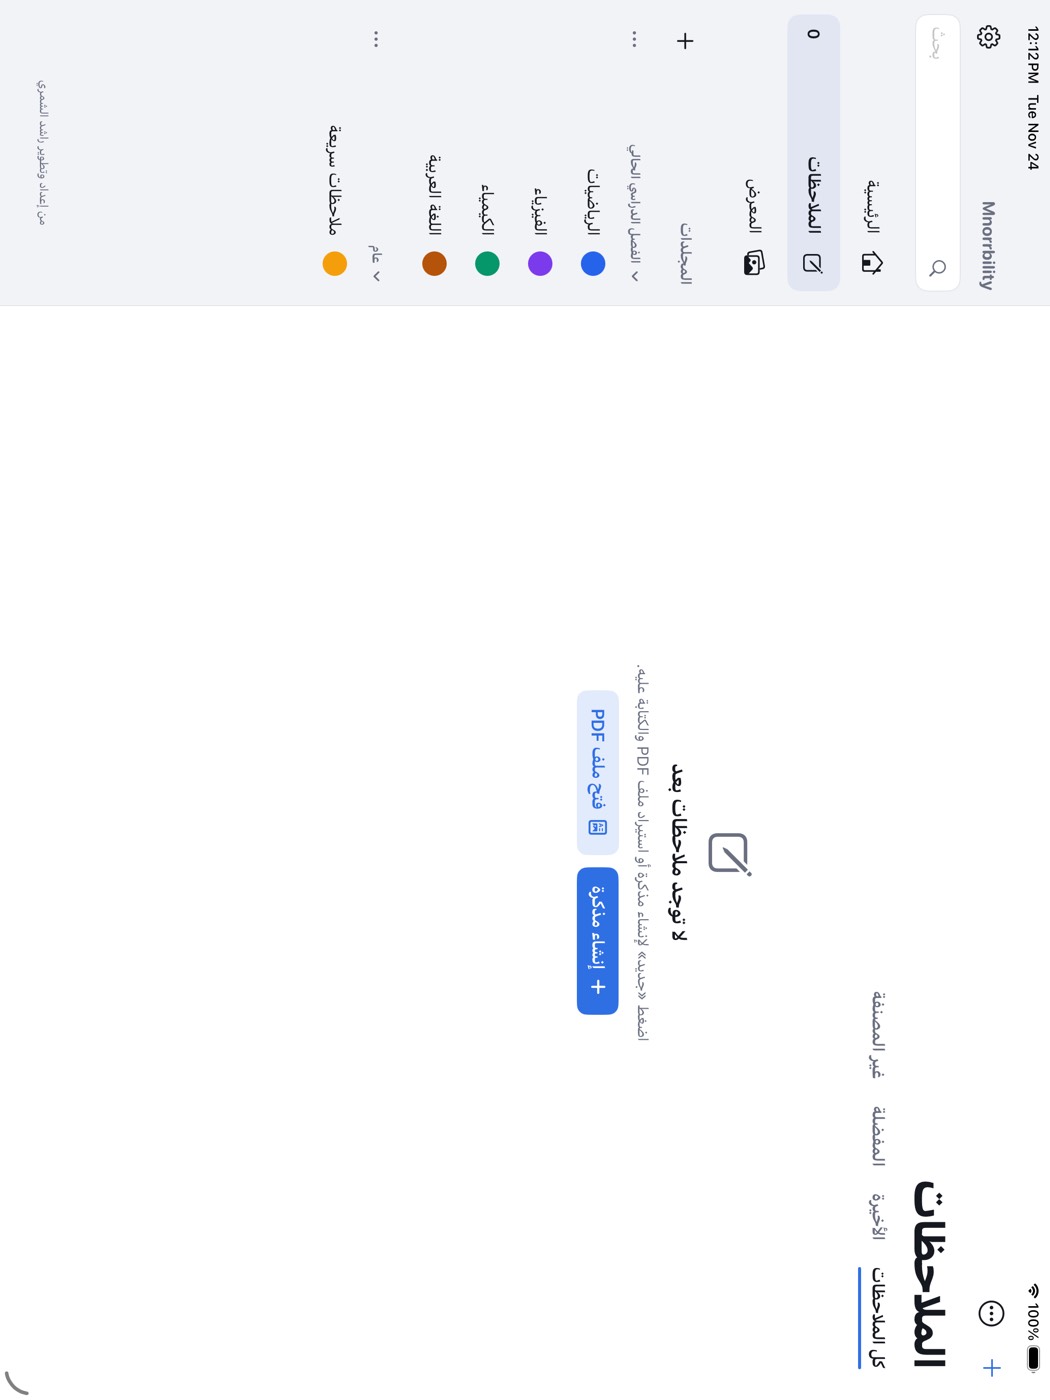 12:12 PM Tue Nov 24
100%
Mnorrbility
بحث
الرئيسية
الملاحظات 0
المعرض
المجلدات
الفصل الدراسي الحالي
الرياضيات
الفيزياء
الكيمياء
اللغة العربية
عام
ملاحظات سريعة
من إعداد وتطوير راشد الشمري
الملاحظات
كل الملاحظات الأخيرة المفضلة غير المصنفة
لا توجد ملاحظات بعد
اضغط «جديد» لإنشاء مذكرة أو استيراد ملف PDF والكتابة عليه.
إنشاء مذكرة فتح ملف PDF